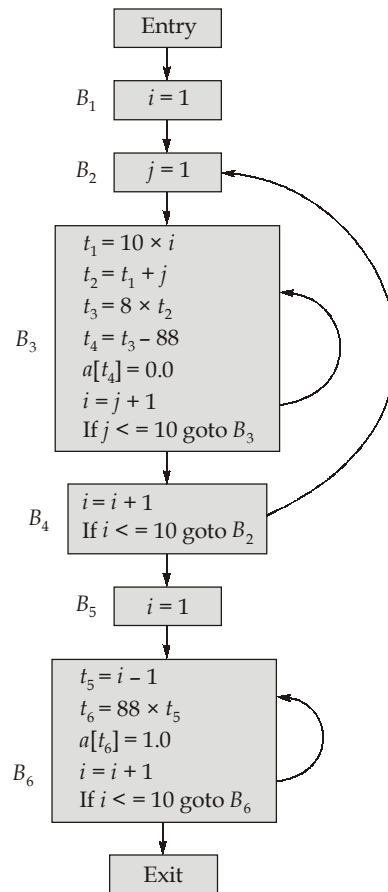 Entry
B₁
i = 1
B₂
j = 1
B₃
t₁ = 10 × i
t₂ = t₁ + j
t₃ = 8 × t₂
t₄ = t₃ – 88
a[t₄] = 0.0
i = j + 1
If j < = 10 goto B₃
B₄
i = i + 1
If i < = 10 goto B₂
B₅
i = 1
B₆
t₅ = i – 1
t₆ = 88 × t₅
a[t₆] = 1.0
i = i + 1
If i < = 10 goto B₆
Exit